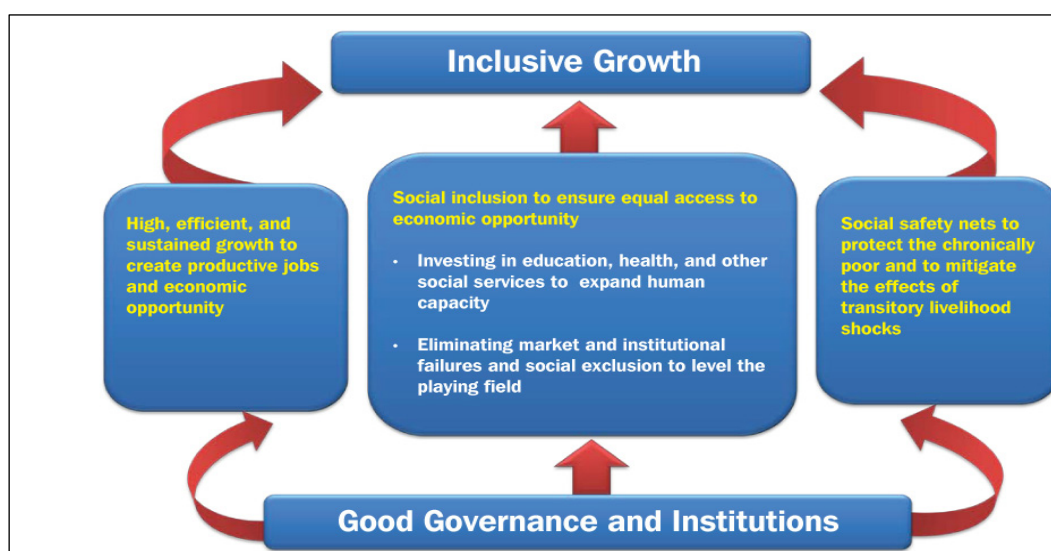 Inclusive Growth
High, efficient, and
sustained growth to
create productive jobs
and economic
opportunity
Social inclusion to ensure equal access to
economic opportunity
• Investing in education, health, and other
social services to expand human
capacity
• Eliminating market and institutional
failures and social exclusion to level the
playing field
Social safety nets to
protect the chronically
poor and to mitigate
the effects of
transitory livelihood
shocks
Good Governance and Institutions